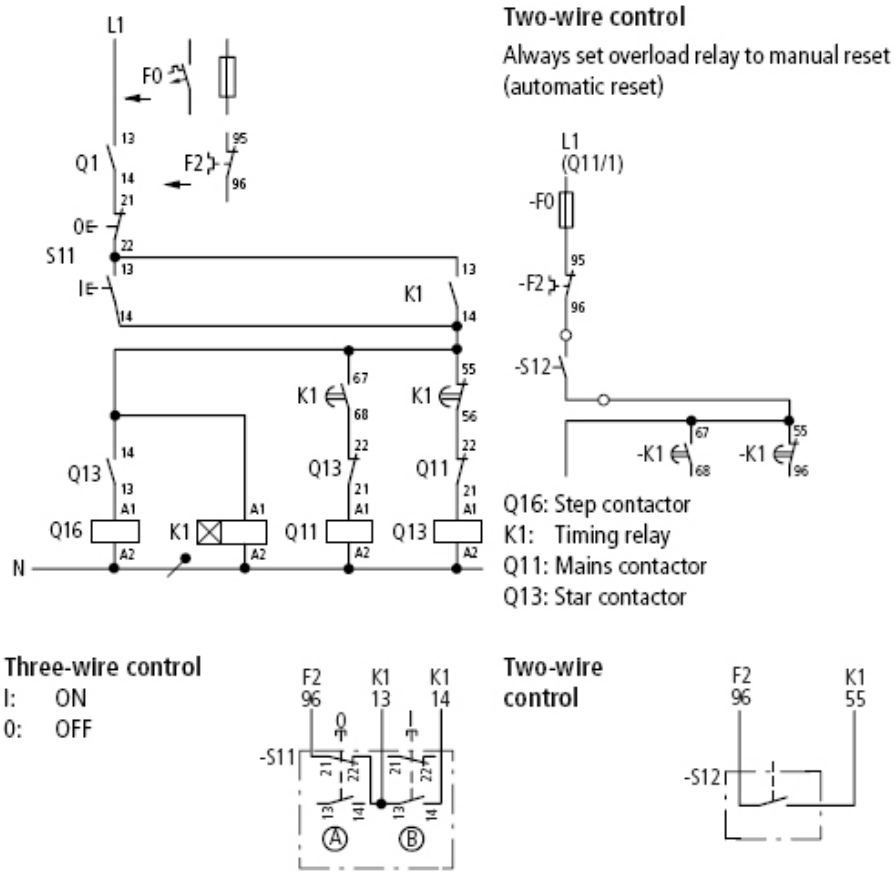 Two-wire control
Always set overload relay to manual reset
(automatic reset)
L1
F0
13
Q1
14
F2
95
96
21
0E
22
S11
13
IE
14
K1
13
14
K1
67
68
K1
55
56
14
Q13
13
22
Q13
21
22
Q11
21
Q16
A1
A2
K1
A1
A2
Q11
A1
A2
Q13
A1
A2
N
L1
(Q11/1)
-F0
95
-F2
96
-S12
-K1
67
68
-K1
55
96
Q16: Step contactor
K1: Timing relay
Q11: Mains contactor
Q13: Star contactor
Three-wire control
I: ON
0: OFF
F2 K1 K1
96 13 14
0 I
-S11
21 22 21 22
13 14 13 14
A B
Two-wire
control
F2 K1
96 55
-S12